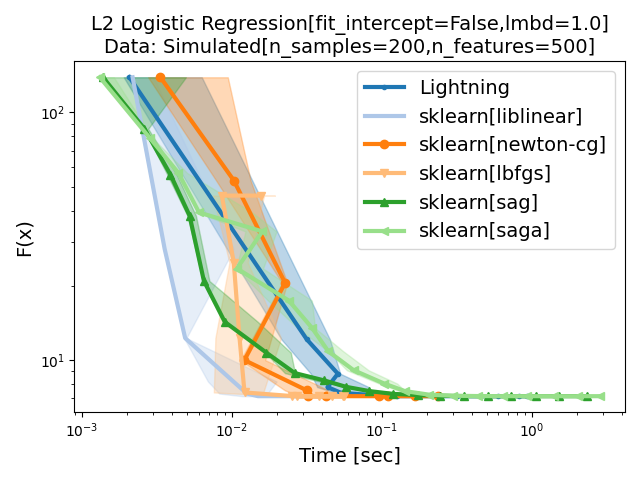 L2 Logistic Regression[fit_intercept=False,lmbd=1.0]
Data: Simulated[n_samples=200,n_features=500]
F(x)
10²
10¹
Lightning
sklearn[liblinear]
sklearn[newton-cg]
sklearn[lbfgs]
sklearn[sag]
sklearn[saga]
10⁻³ 10⁻² 10⁻¹ 10⁰
Time [sec]